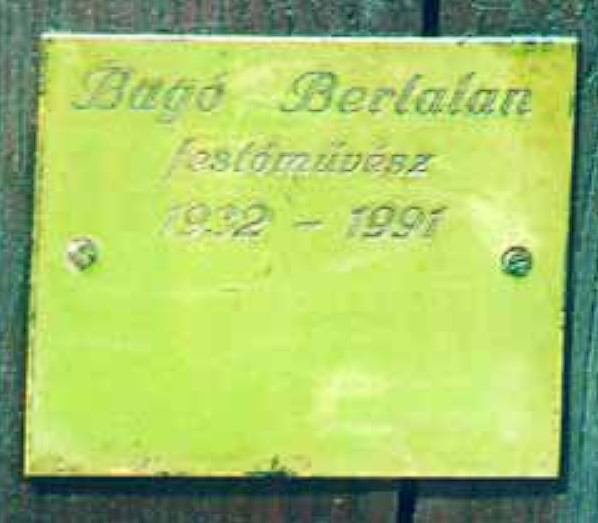 Bagó Bertalan
festőművész
1932 - 1991